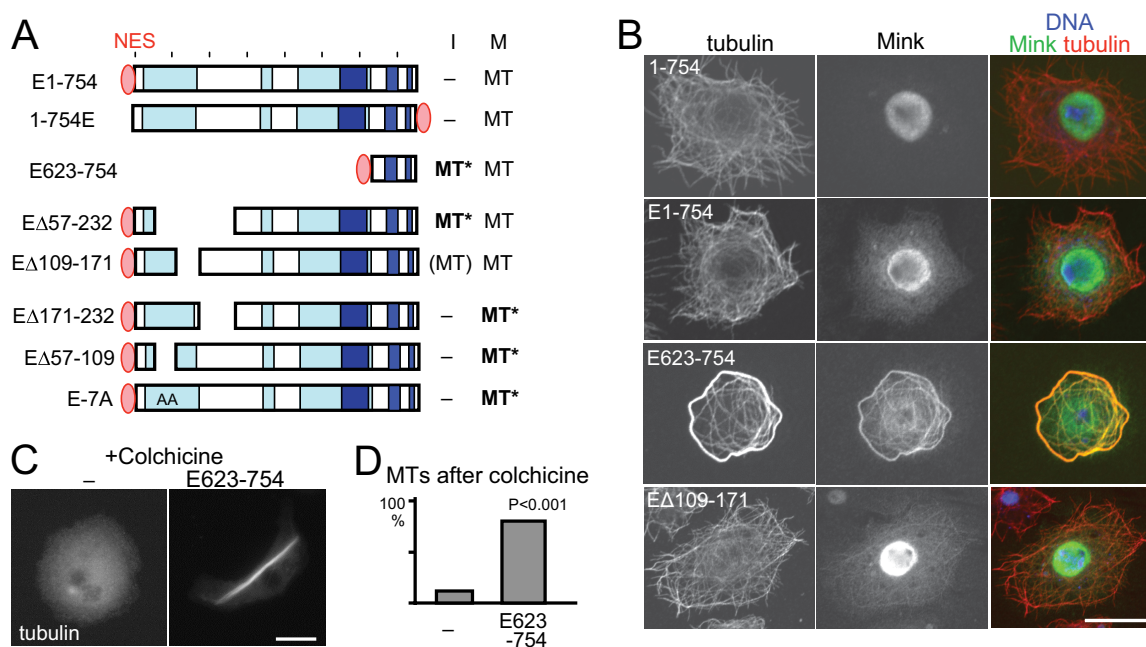 A
NES
I M
E1-754 – MT
1-754E – MT
E623-754 MT* MT
EΔ57-232 MT* MT
EΔ109-171 (MT) MT
EΔ171-232 – MT*
EΔ57-109 – MT*
E-7A AA – MT*
B
DNA
tubulin Mink Mink tubulin
1-754
E1-754
E623-754
EΔ109-171
C
+Colchicine
– E623-754
tubulin
D
MTs after colchicine
100
%
P<0.001
– E623
-754